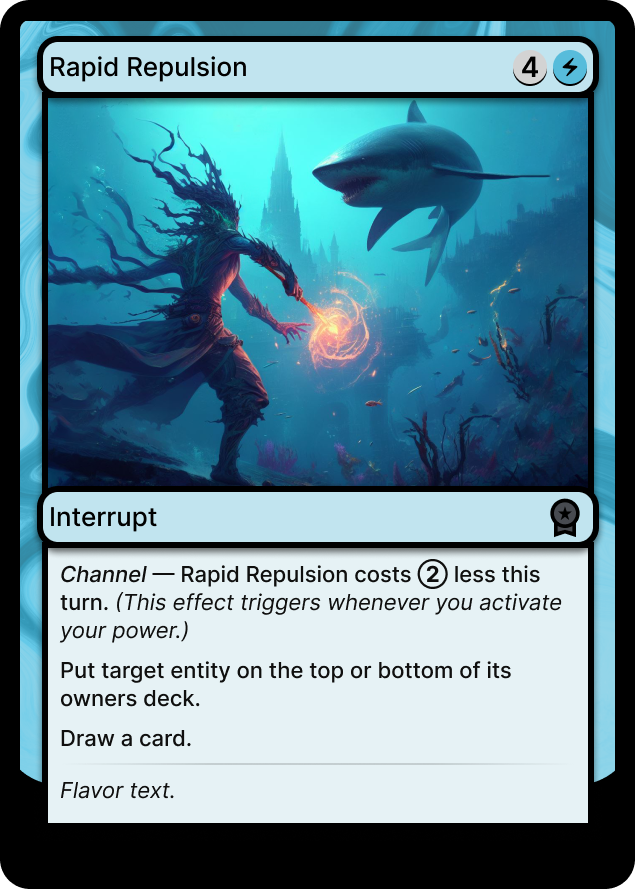 Rapid Repulsion 4
Interrupt
Channel — Rapid Repulsion costs 2 less this
turn. (This effect triggers whenever you activate
your power.)
Put target entity on the top or bottom of its
owners deck.
Draw a card.
Flavor text.